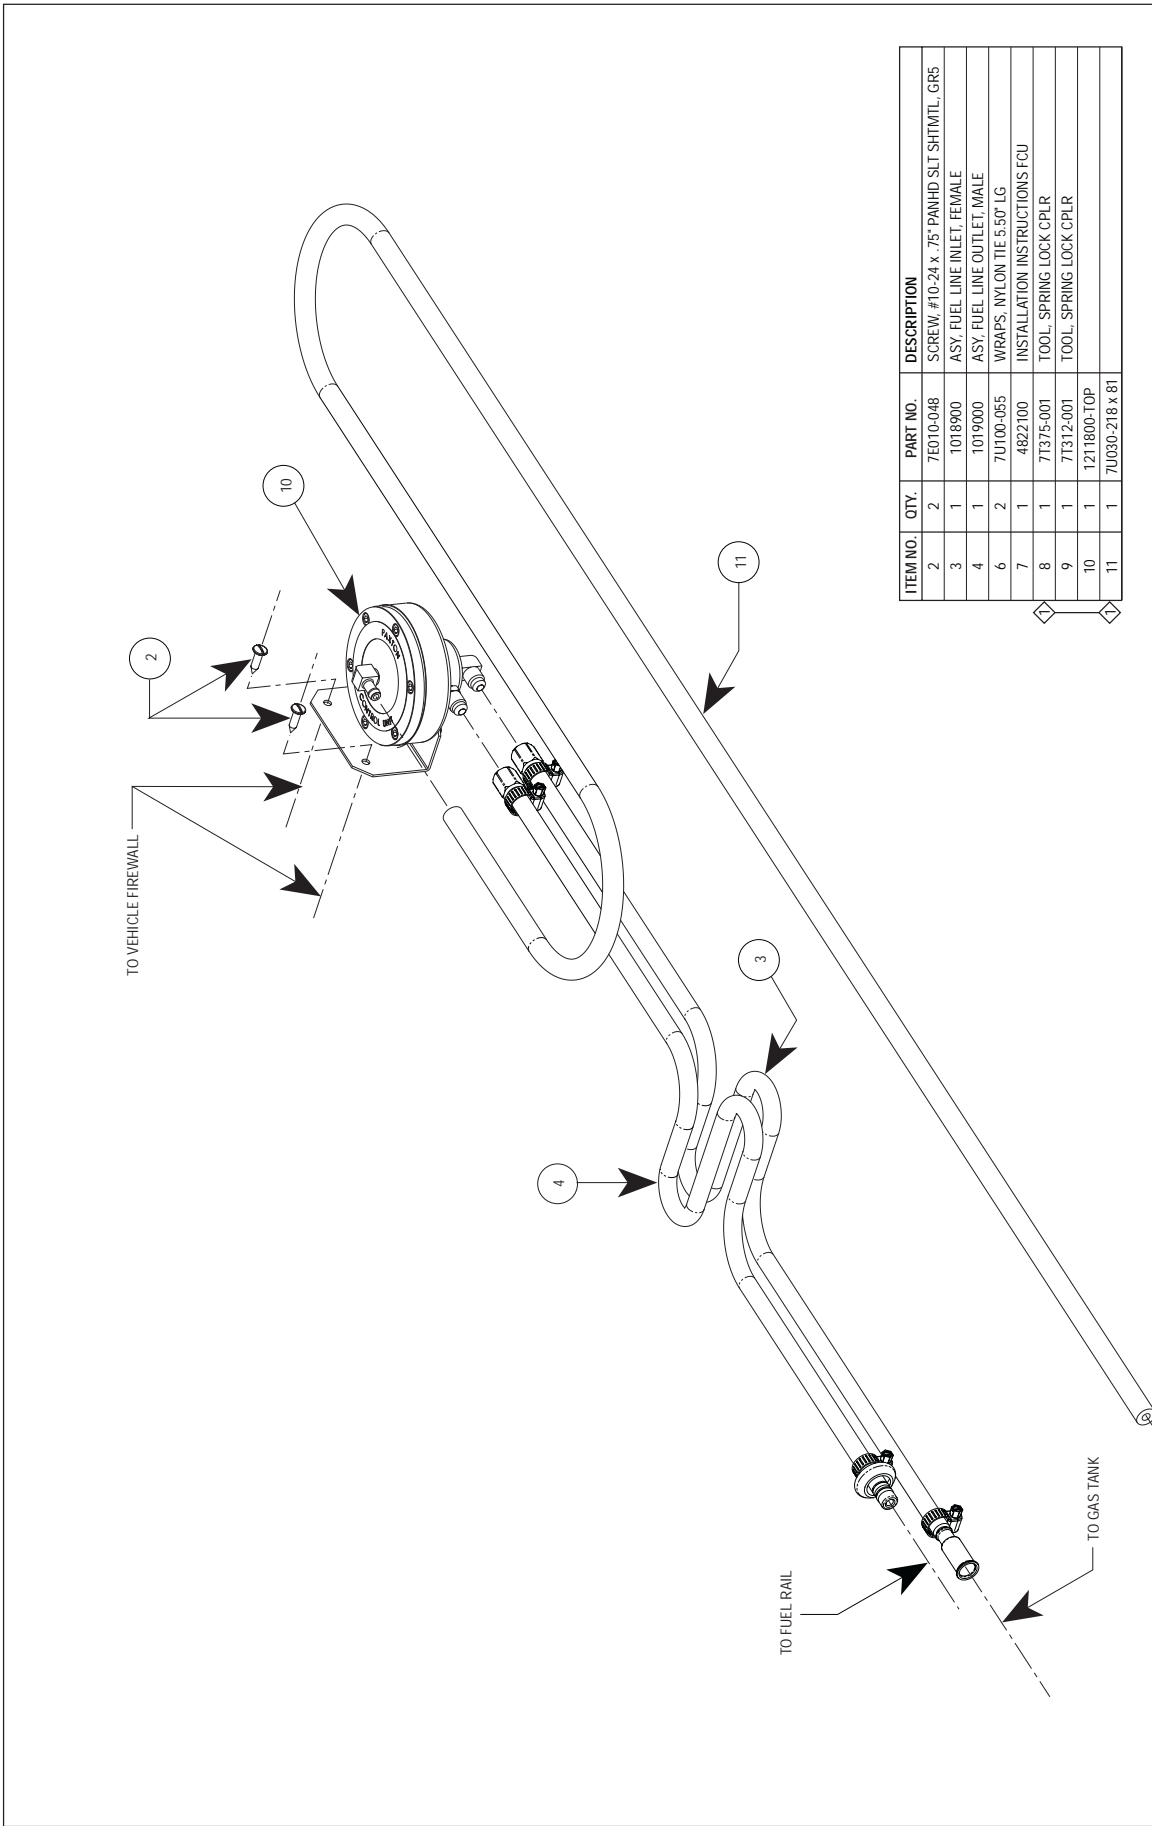 TO VEHICLE FIREWALL
2
10
PAXTON
CONTROL UNIT
11
4
3
TO FUEL RAIL
TO GAS TANK
ITEM NO. QTY. PART NO. DESCRIPTION
2 2 7E010-048 SCREW, #10-24 x .75" PANHD SLT SHTMTL, GR5
3 1 1018900 ASY, FUEL LINE INLET, FEMALE
4 1 1019000 ASY, FUEL LINE OUTLET, MALE
6 2 7U100-055 WRAPS, NYLON TIE 5.50" LG
7 1 4822100 INSTALLATION INSTRUCTIONS FCU
1 8 1 7T375-001 TOOL, SPRING LOCK CPLR
9 1 7T312-001 TOOL, SPRING LOCK CPLR
10 1 1211800-TOP
1 11 1 7U030-218 x 81